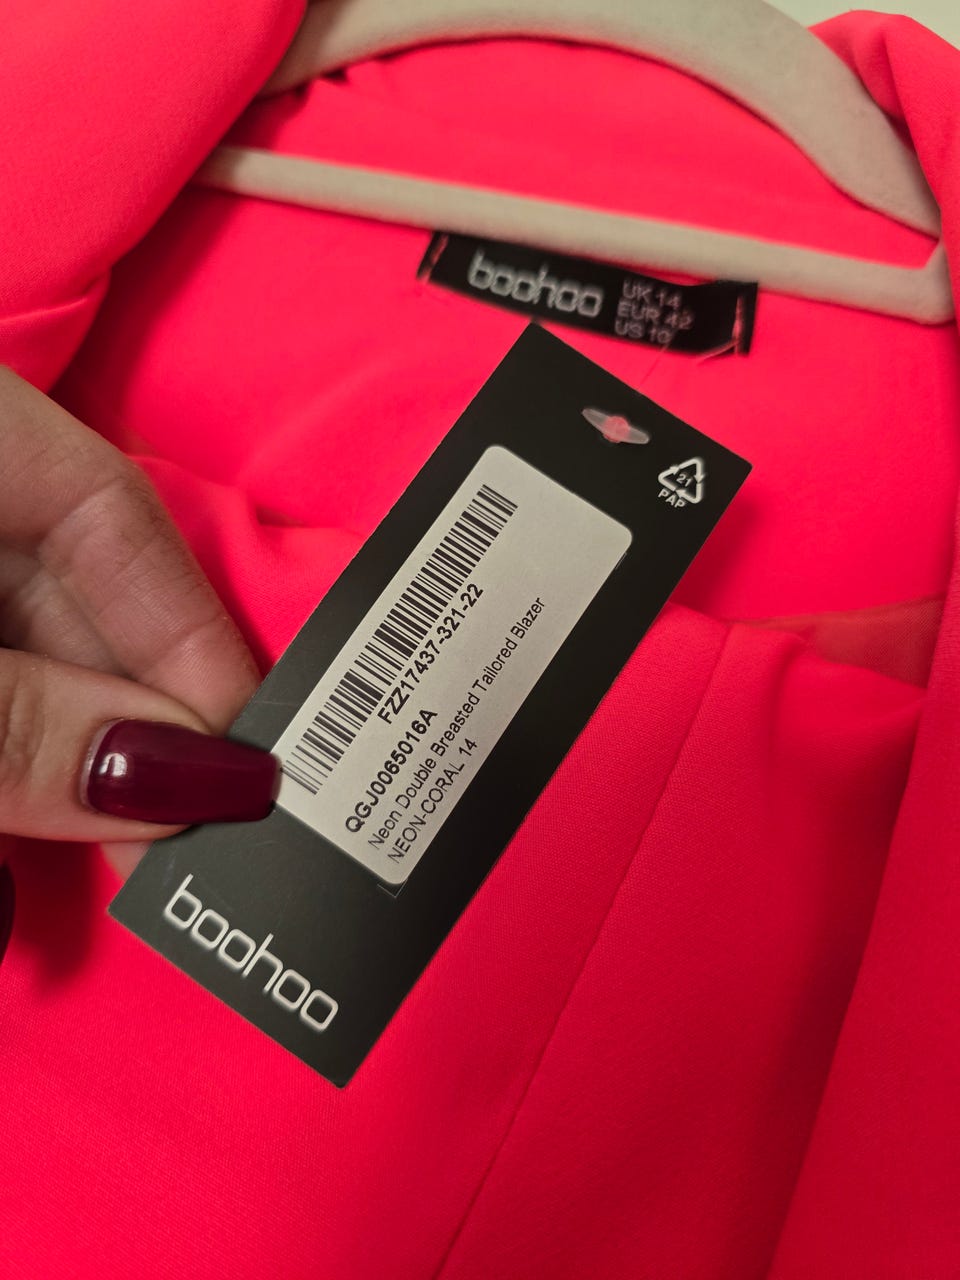 boohoo
UK 14
EUR 42
US 10
21
PAP
FZZ17437-321-22
QGJ0065016A
Neon Double Breasted Tailored Blazer
NEON-CORAL 14
boohoo